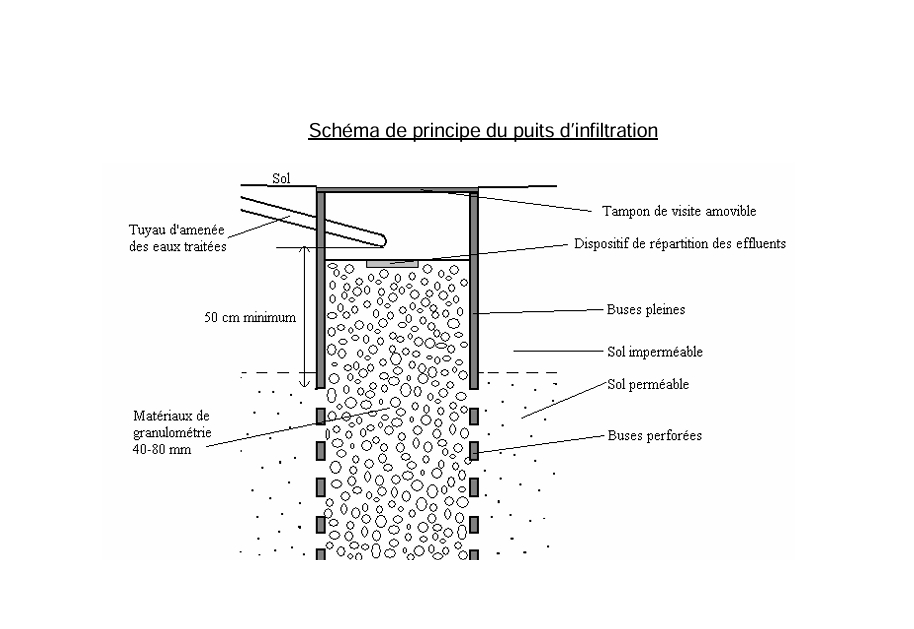 Schéma de principe du puits d'infiltration
Sol
Tampon de visite amovible
Tuyau d'amenée
des eaux traitées
Dispositif de répartition des effluents
50 cm minimum
Buses pleines
Sol imperméable
Sol perméable
Matériaux de
granulométrie
40-80 mm
Buses perforées